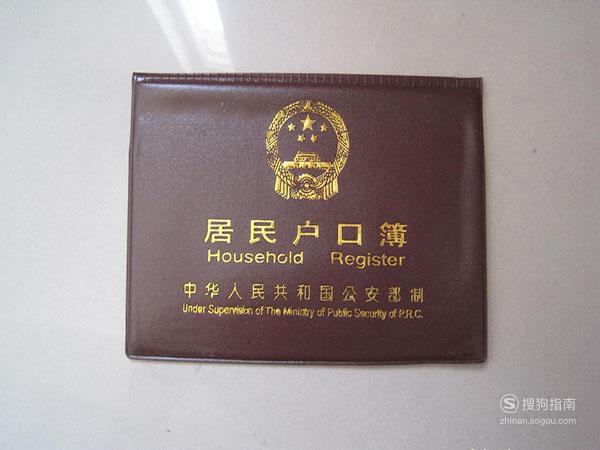 居民户口簿
Household Register
中华人民共和国公安部制
Under Supervision of The Ministry of Public Security of P.R.C.
搜狗指南
zhinan.sogou.com